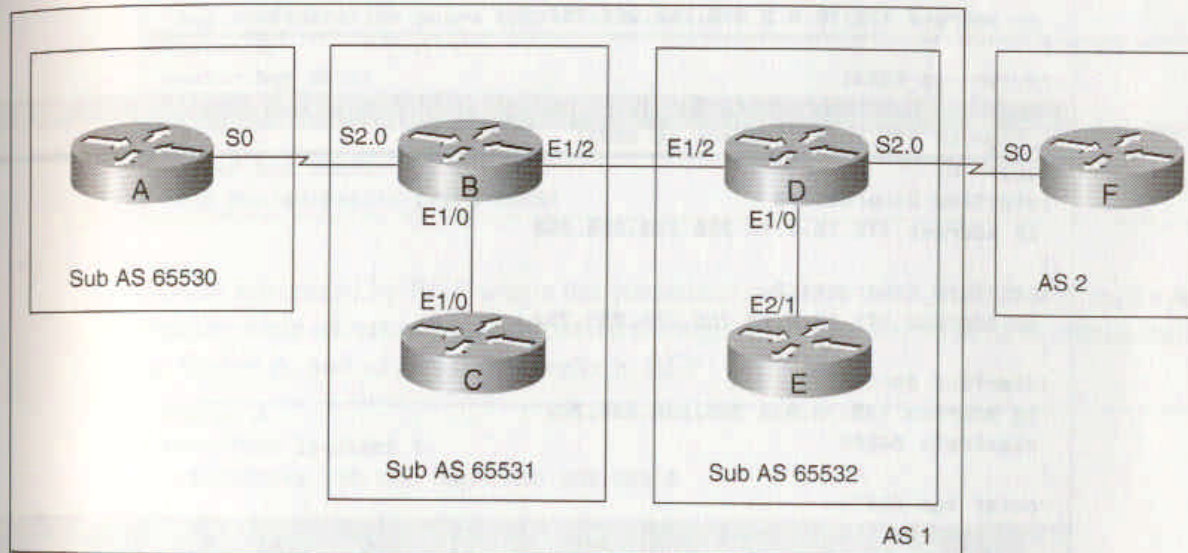 S0
S2.0
E1/2
E1/2
S2.0
S0
A
B
D
F
E1/0
E1/0
Sub AS 65530
AS 2
E1/0
E2/1
C
E
Sub AS 65531
Sub AS 65532
AS 1